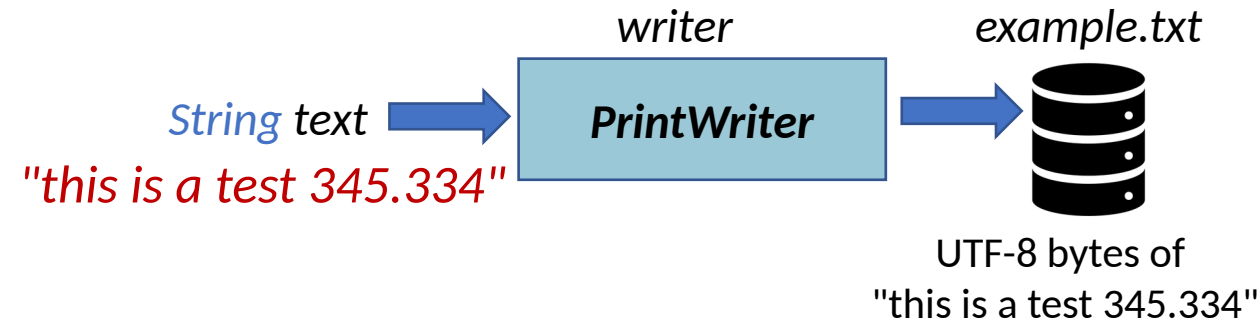 writer
example.txt
String text
PrintWriter
"this is a test 345.334"
UTF-8 bytes of
"this is a test 345.334"